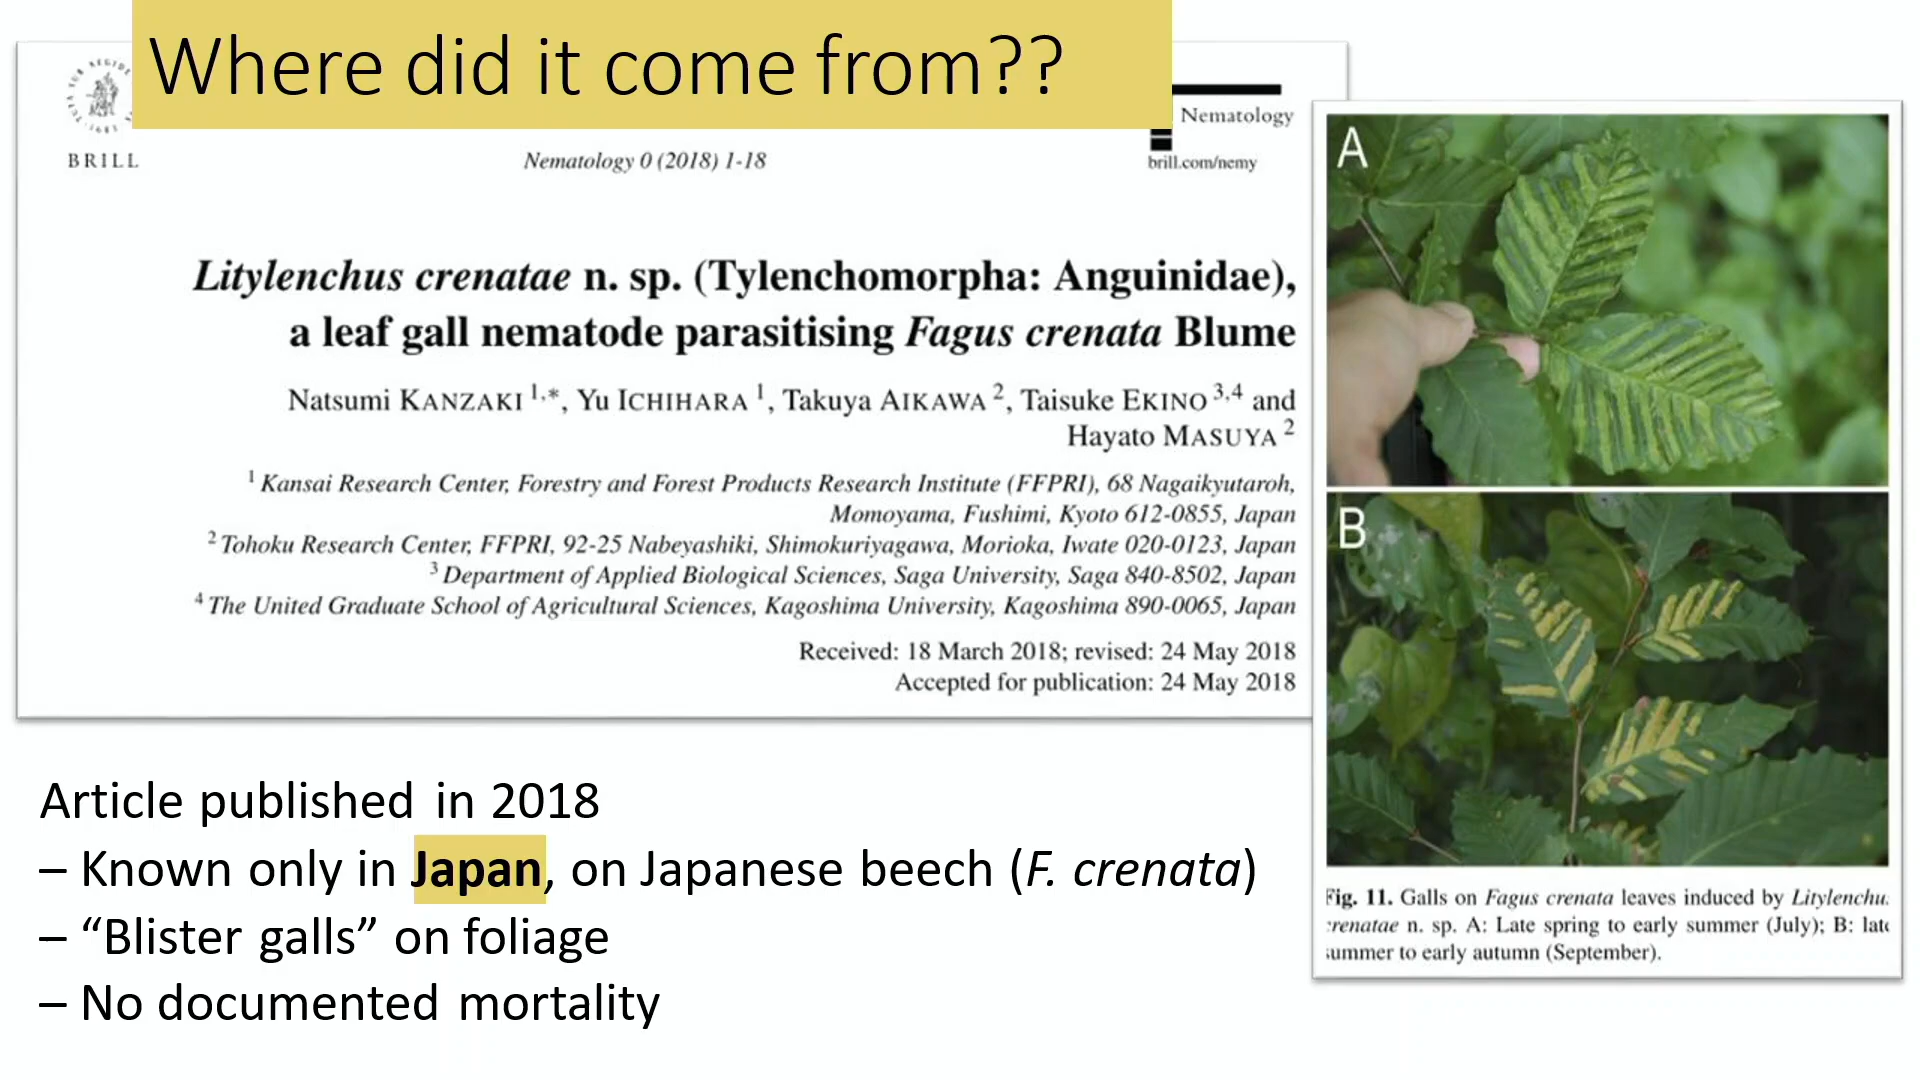 Where did it come from??
BRILL
Nematology 0 (2018) 1-18
Nematology
brill.com/nemy
Litylenchus crenatae n. sp. (Tylenchomorpha: Anguinidae),
a leaf gall nematode parasitising Fagus crenata Blume
Natsumi KANZAKI 1,*, Yu ICHIHARA 1, Takuya AIKAWA 2, Taisuke EKINO 3,4 and
Hayato MASUYA 2
1 Kansai Research Center, Forestry and Forest Products Research Institute (FFPRI), 68 Nagaikyutaroh,
Momoyama, Fushimi, Kyoto 612-0855, Japan
2 Tohoku Research Center, FFPRI, 92-25 Nabeyashiki, Shimokuriyagawa, Morioka, Iwate 020-0123, Japan
3 Department of Applied Biological Sciences, Saga University, Saga 840-8502, Japan
4 The United Graduate School of Agricultural Sciences, Kagoshima University, Kagoshima 890-0065, Japan
Received: 18 March 2018; revised: 24 May 2018
Accepted for publication: 24 May 2018
A
B
Fig. 11. Galls on Fagus crenata leaves induced by Litylenchu.
crenatae n. sp. A: Late spring to early summer (July); B: late
summer to early autumn (September).
Article published in 2018
– Known only in Japan, on Japanese beech (F. crenata)
– “Blister galls” on foliage
– No documented mortality